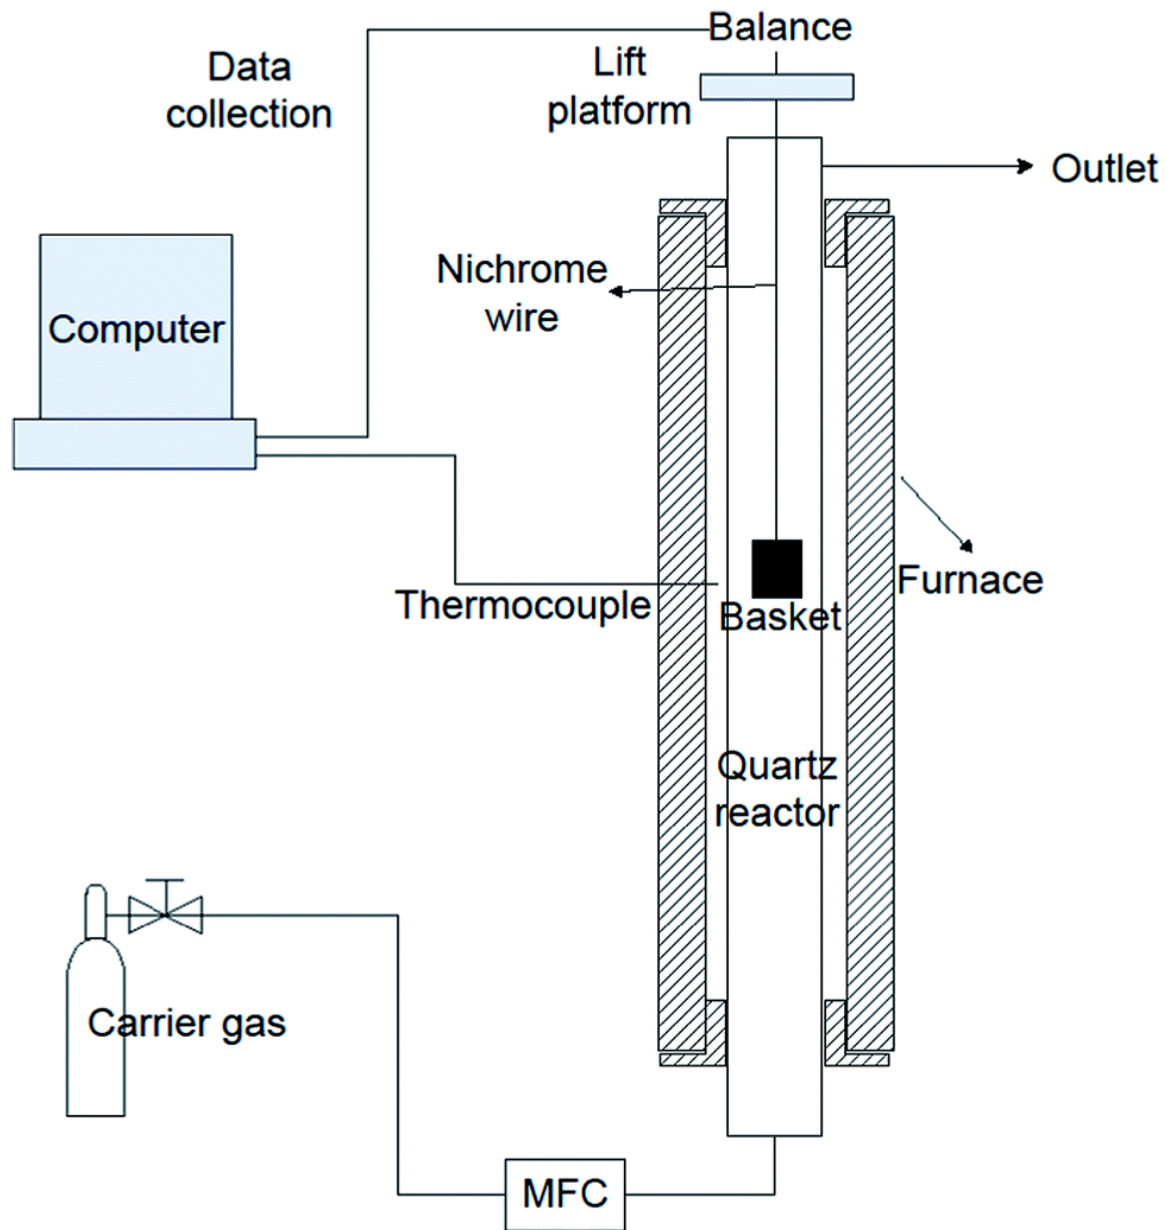 Balance
Data
collection
Lift
platform
Outlet
Nichrome
wire
Computer
Thermocouple
Basket
Furnace
Quartz
reactor
Carrier gas
MFC